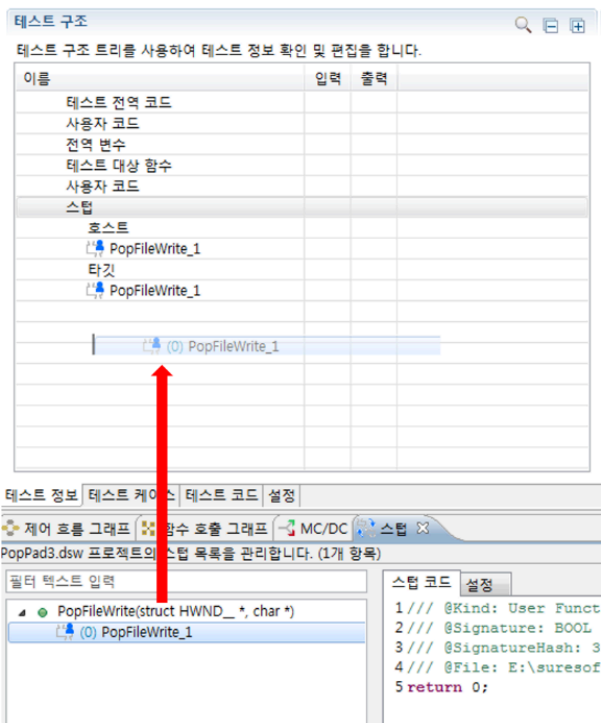 테스트 구조
테스트 구조 트리를 사용하여 테스트 정보 확인 및 편집을 합니다.
이름 입력 출력
테스트 전역 코드
사용자 코드
전역 변수
테스트 대상 함수
사용자 코드
스텁
호스트
PopFileWrite_1
타깃
PopFileWrite_1
(0) PopFileWrite_1
테스트 정보 테스트 케이스 테스트 코드 설정
제어 흐름 그래프 함수 호출 그래프 MC/DC 스텁
PopPad3.dsw 프로젝트의 스텁 목록을 관리합니다. (1개 항목)
필터 텍스트 입력 스텁 코드 설정
PopFileWrite(struct HWND__ *, char *)
(0) PopFileWrite_1
1/// @Kind: User Funct
2/// @Signature: BOOL
3/// @SignatureHash: 3
4/// @File: E:\suresof
5 return 0;